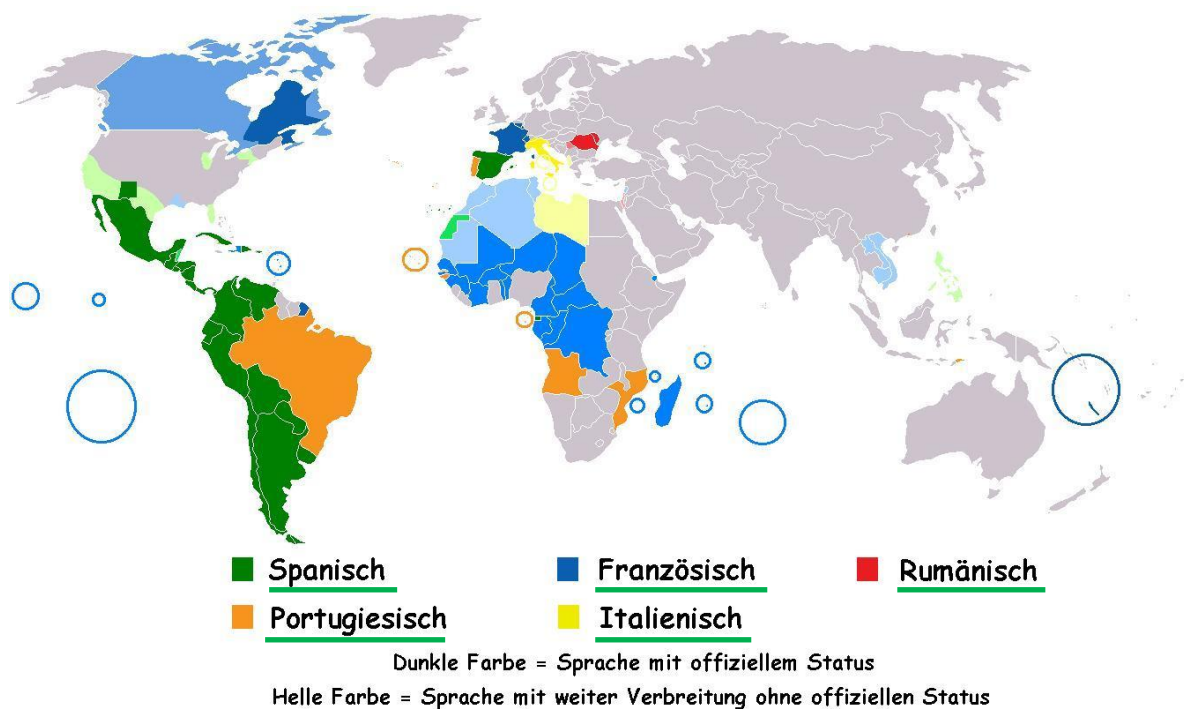 Spanisch Französisch Rumänisch
Portugiesisch Italienisch
Dunkle Farbe = Sprache mit offiziellem Status
Helle Farbe = Sprache mit weiter Verbreitung ohne offiziellen Status